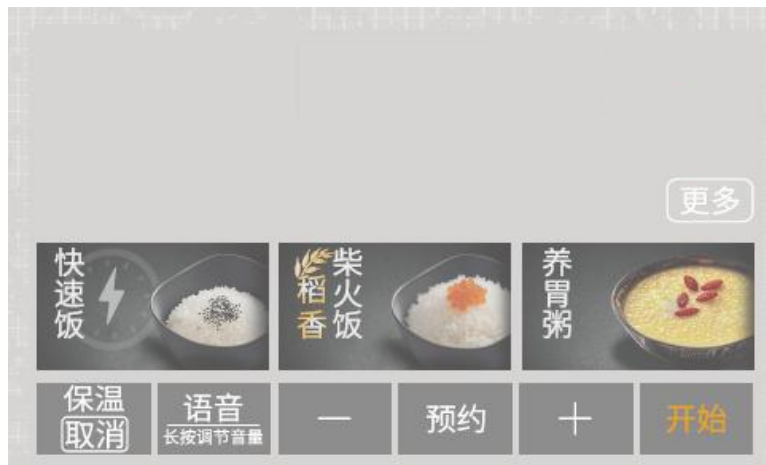 更多
快速饭
稻香
柴火饭
养胃粥
保温
取消
语音
长按调节音量
—
预约
+
开始